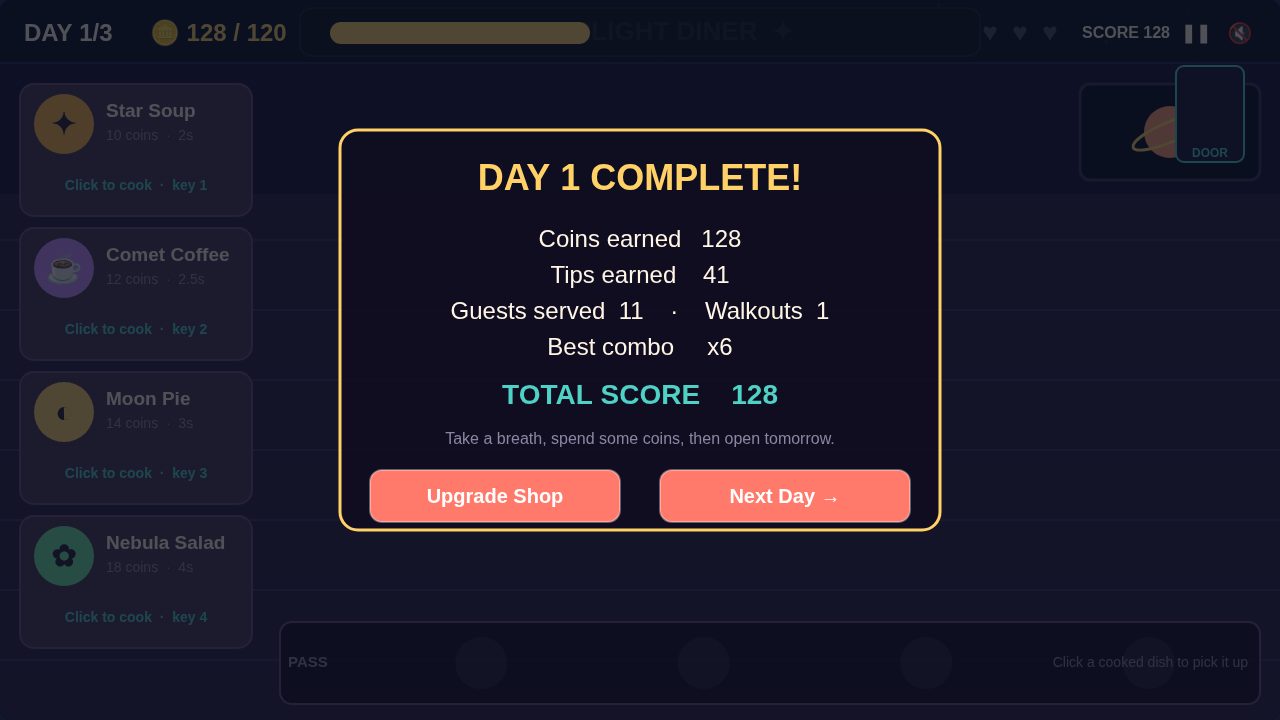 DAY 1/3
128 / 120
LIGHT DINER
SCORE 128
DOOR
Star Soup
10 coins · 2s
Click to cook · key 1
Comet Coffee
12 coins · 2.5s
Click to cook · key 2
Moon Pie
14 coins · 3s
Click to cook · key 3
Nebula Salad
18 coins · 4s
Click to cook · key 4
DAY 1 COMPLETE!
Coins earned 128
Tips earned 41
Guests served 11 · Walkouts 1
Best combo x6
TOTAL SCORE 128
Take a breath, spend some coins, then open tomorrow.
Upgrade Shop
Next Day →
PASS
Click a cooked dish to pick it up